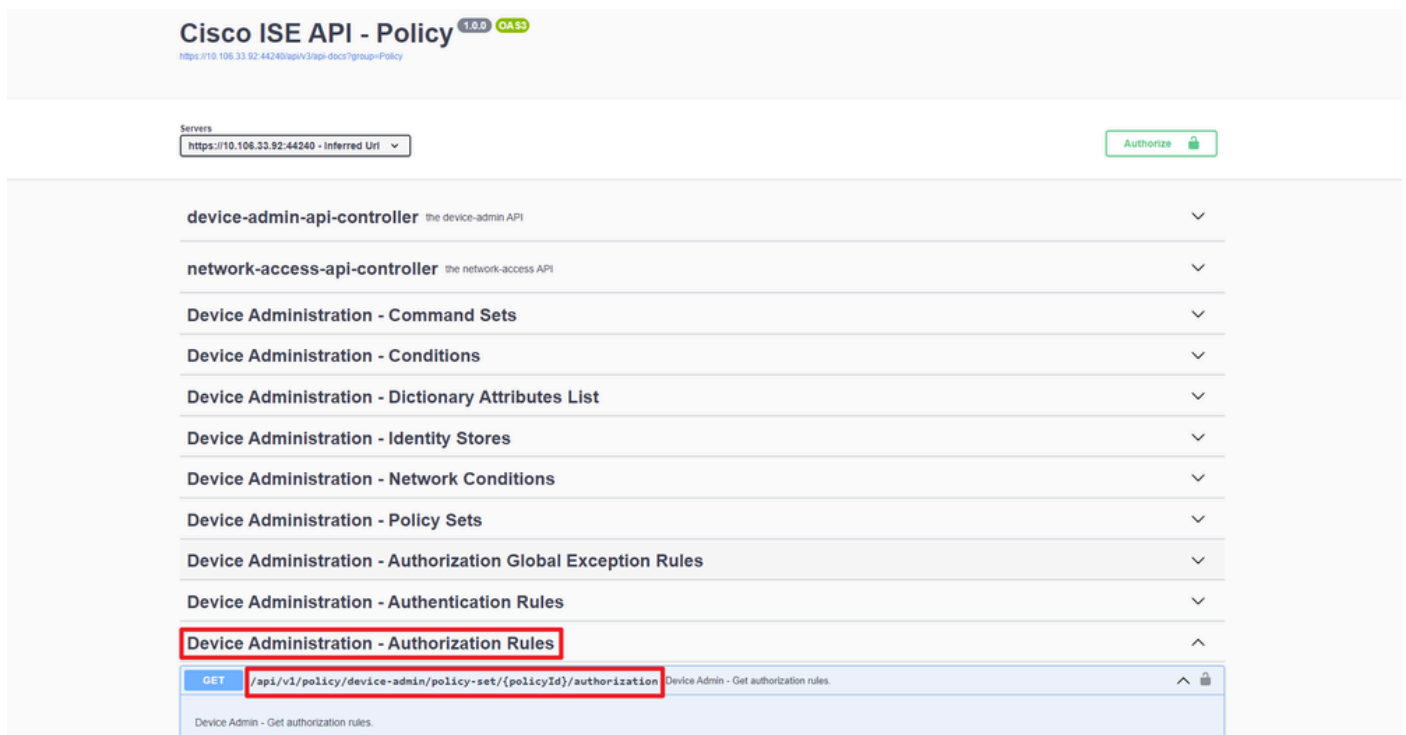 Cisco ISE API - Policy 1.0.0 OAS3
https://10.106.33.92:44240/api/v3/api-docs?group=Policy
Servers
https://10.106.33.92:44240 - Inferred Url
Authorize
device-admin-api-controller the device-admin API
network-access-api-controller the network-access API
Device Administration - Command Sets
Device Administration - Conditions
Device Administration - Dictionary Attributes List
Device Administration - Identity Stores
Device Administration - Network Conditions
Device Administration - Policy Sets
Device Administration - Authorization Global Exception Rules
Device Administration - Authentication Rules
Device Administration - Authorization Rules
GET /api/v1/policy/device-admin/policy-set/{policyId}/authorization Device Admin - Get authorization rules.
Device Admin - Get authorization rules.